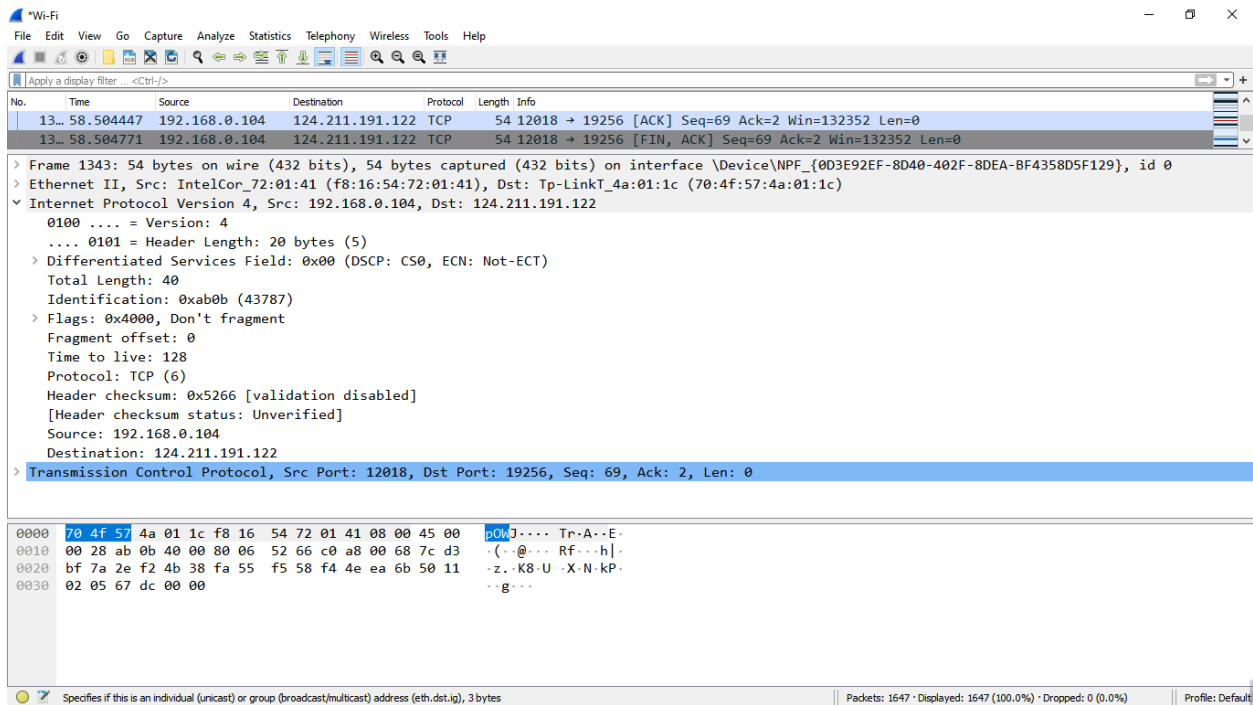 *Wi-Fi
File Edit View Go Capture Analyze Statistics Telephony Wireless Tools Help
Apply a display filter ... <Ctrl-/>
No. Time Source Destination Protocol Length Info
13… 58.504447 192.168.0.104 124.211.191.122 TCP 54 12018 → 19256 [ACK] Seq=69 Ack=2 Win=132352 Len=0
13… 58.504771 192.168.0.104 124.211.191.122 TCP 54 12018 → 19256 [FIN, ACK] Seq=69 Ack=2 Win=132352 Len=0
Frame 1343: 54 bytes on wire (432 bits), 54 bytes captured (432 bits) on interface \Device\NPF_{0D3E92EF-8D40-402F-8DEA-BF4358D5F129}, id 0
Ethernet II, Src: IntelCor_72:01:41 (f8:16:54:72:01:41), Dst: Tp-LinkT_4a:01:1c (70:4f:57:4a:01:1c)
Internet Protocol Version 4, Src: 192.168.0.104, Dst: 124.211.191.122
0100 .... = Version: 4
.... 0101 = Header Length: 20 bytes (5)
Differentiated Services Field: 0x00 (DSCP: CS0, ECN: Not-ECT)
Total Length: 40
Identification: 0xab0b (43787)
Flags: 0x4000, Don't fragment
Fragment offset: 0
Time to live: 128
Protocol: TCP (6)
Header checksum: 0x5266 [validation disabled]
[Header checksum status: Unverified]
Source: 192.168.0.104
Destination: 124.211.191.122
Transmission Control Protocol, Src Port: 12018, Dst Port: 19256, Seq: 69, Ack: 2, Len: 0
0000 70 4f 57 4a 01 1c f8 16 54 72 01 41 08 00 45 00 pOWJ···· Tr·A··E·
0010 00 28 ab 0b 40 00 80 06 52 66 c0 a8 00 68 7c d3 ·(··@··· Rf···h|·
0020 bf 7a 2e f2 4b 38 fa 55 f5 58 f4 4e ea 6b 50 11 ·z.·K8·U ·X·N·kP·
0030 02 05 67 dc 00 00 ··g···
Specifies if this is an individual (unicast) or group (broadcast/multicast) address (eth.dst.ig), 3 bytes
Packets: 1647 · Displayed: 1647 (100.0%) · Dropped: 0 (0.0%)
Profile: Default